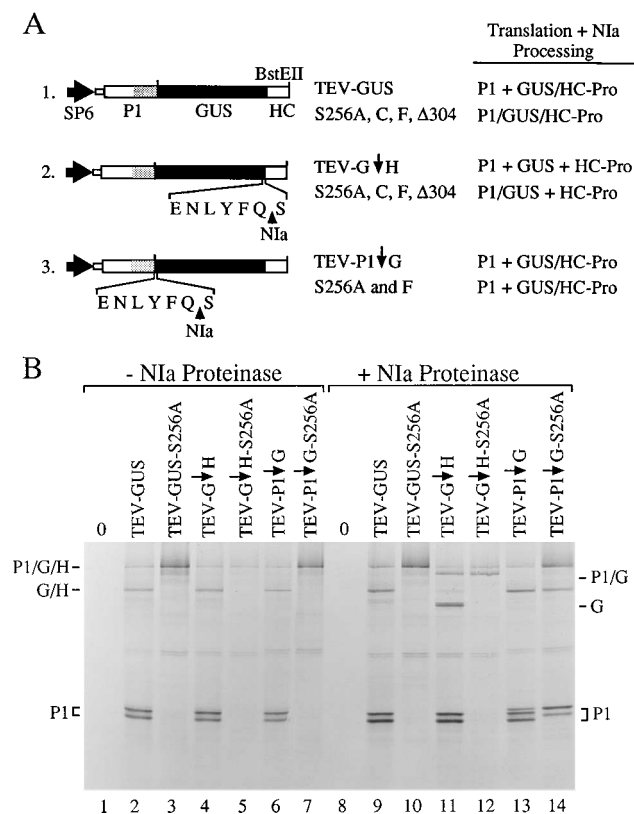 A
Translation + NIa
Processing
BstEII
1.
SP6
P1
GUS
HC
TEV-GUS
P1 + GUS/HC-Pro
S256A, C, F, Δ304
P1/GUS/HC-Pro
2.
TEV-G↓H
P1 + GUS + HC-Pro
S256A, C, F, Δ304
P1/GUS + HC-Pro
E N L Y F Q S
NIa
3.
TEV-P1↓G
P1 + GUS/HC-Pro
S256A and F
P1 + GUS/HC-Pro
E N L Y F Q S
NIa
B
- NIa Proteinase
+ NIa Proteinase
0
TEV-GUS
TEV-GUS-S256A
TEV-G↓H
TEV-G↓H-S256A
TEV-P1↓G
TEV-P1↓G-S256A
0
TEV-GUS
TEV-GUS-S256A
TEV-G↓H
TEV-G↓H-S256A
TEV-P1↓G
TEV-P1↓G-S256A
P1/G/H
P1/G
G/H
G
P1
P1
1 2 3 4 5 6 7 8 9 10 11 12 13 14